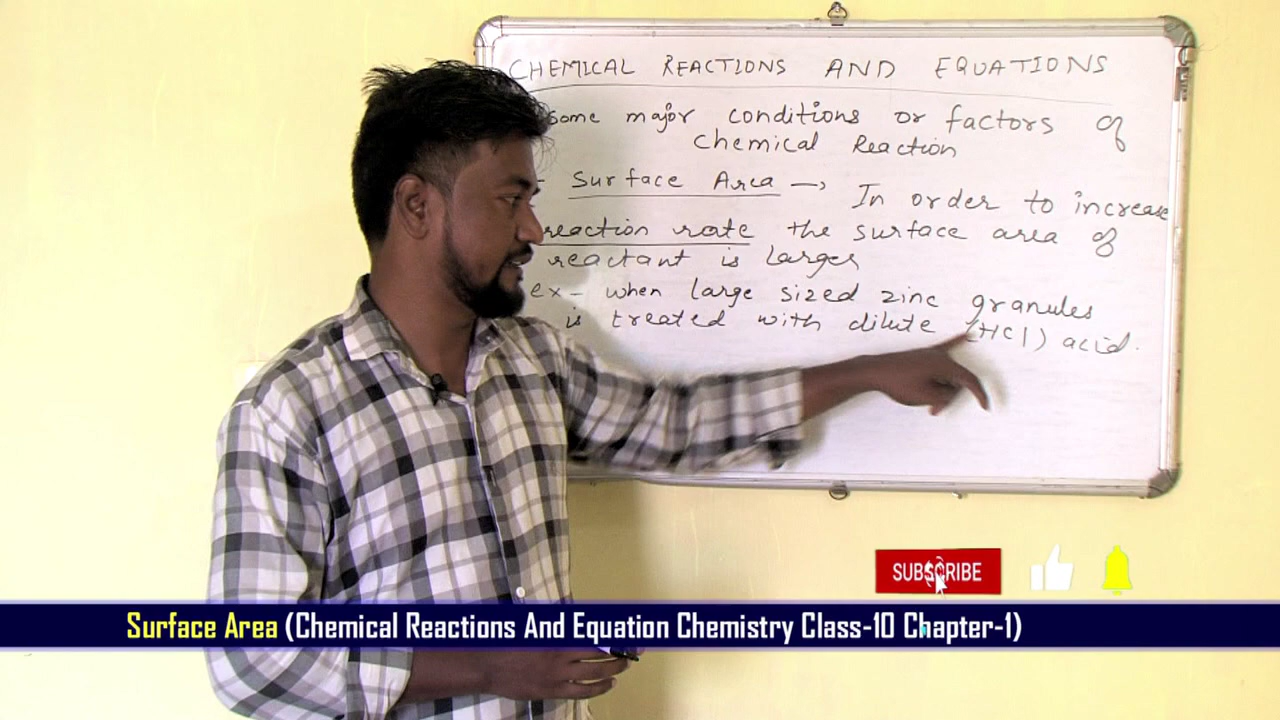 CHEMICAL REACTIONS AND EQUATIONS
some major conditions or factors of
Chemical Reaction
- Surface Area → In order to increase
reaction rate the surface area of
reactant is larger
ex - when large sized zinc granules
is treated with dilute (HCl) acid.
SUBSCRIBE
Surface Area (Chemical Reactions And Equation Chemistry Class-10 Chapter-1)